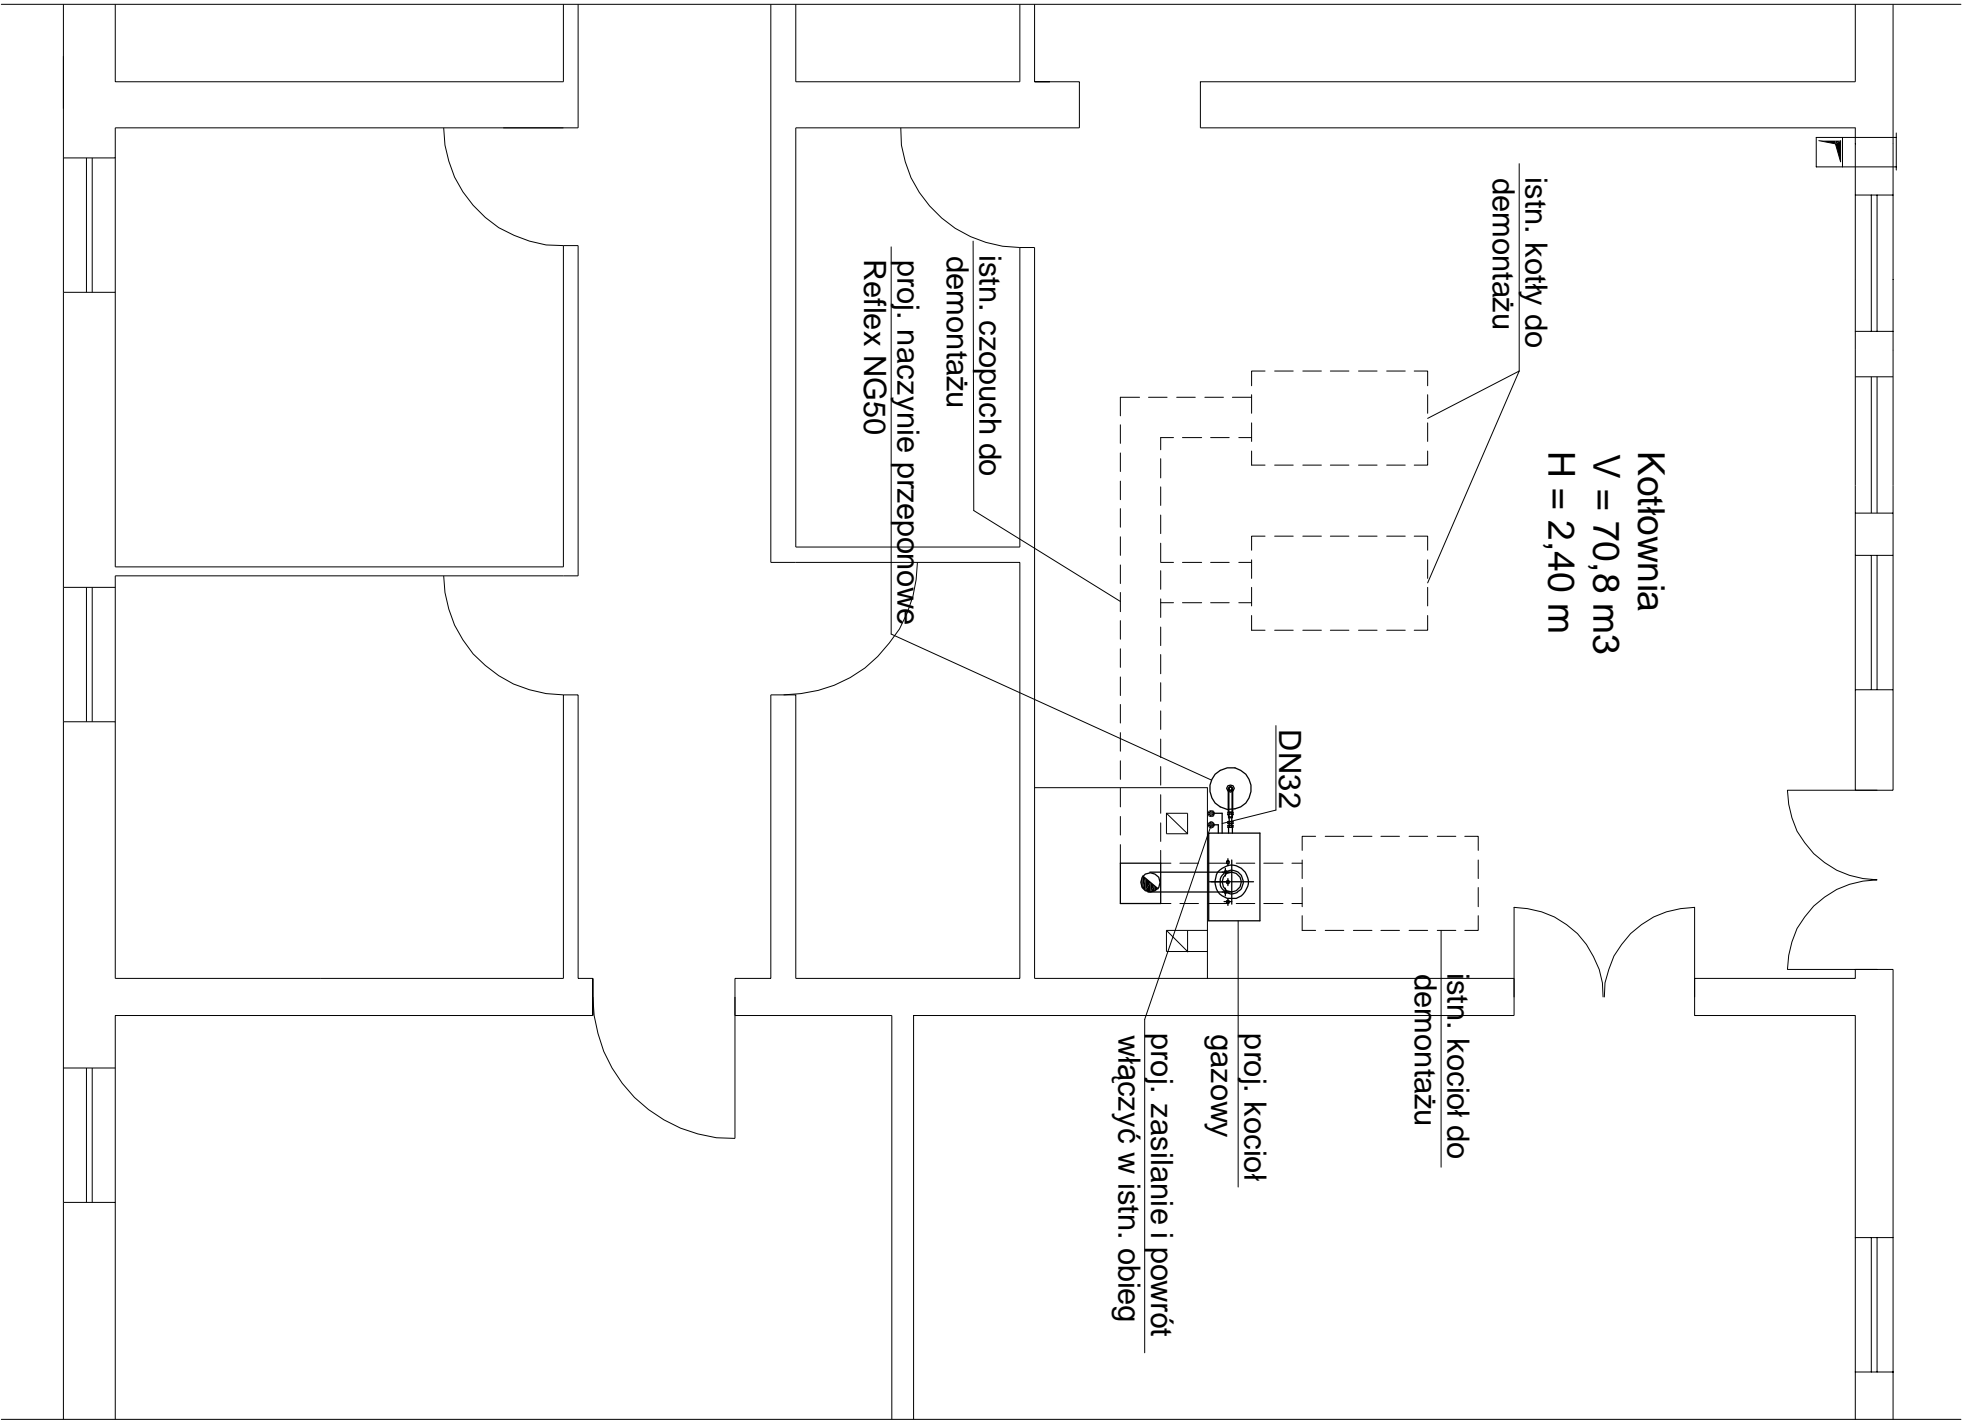 istn. kotły do
demontażu
Kotłownia
V = 70,8 m3
H = 2,40 m
istn. czopuch do
demontażu
proj. naczynie przeponowe
Reflex NG50
DN32
istn. kocioł do
demontażu
proj. kocioł
gazowy
proj. zasilanie i powrót
włączyć w istn. obieg